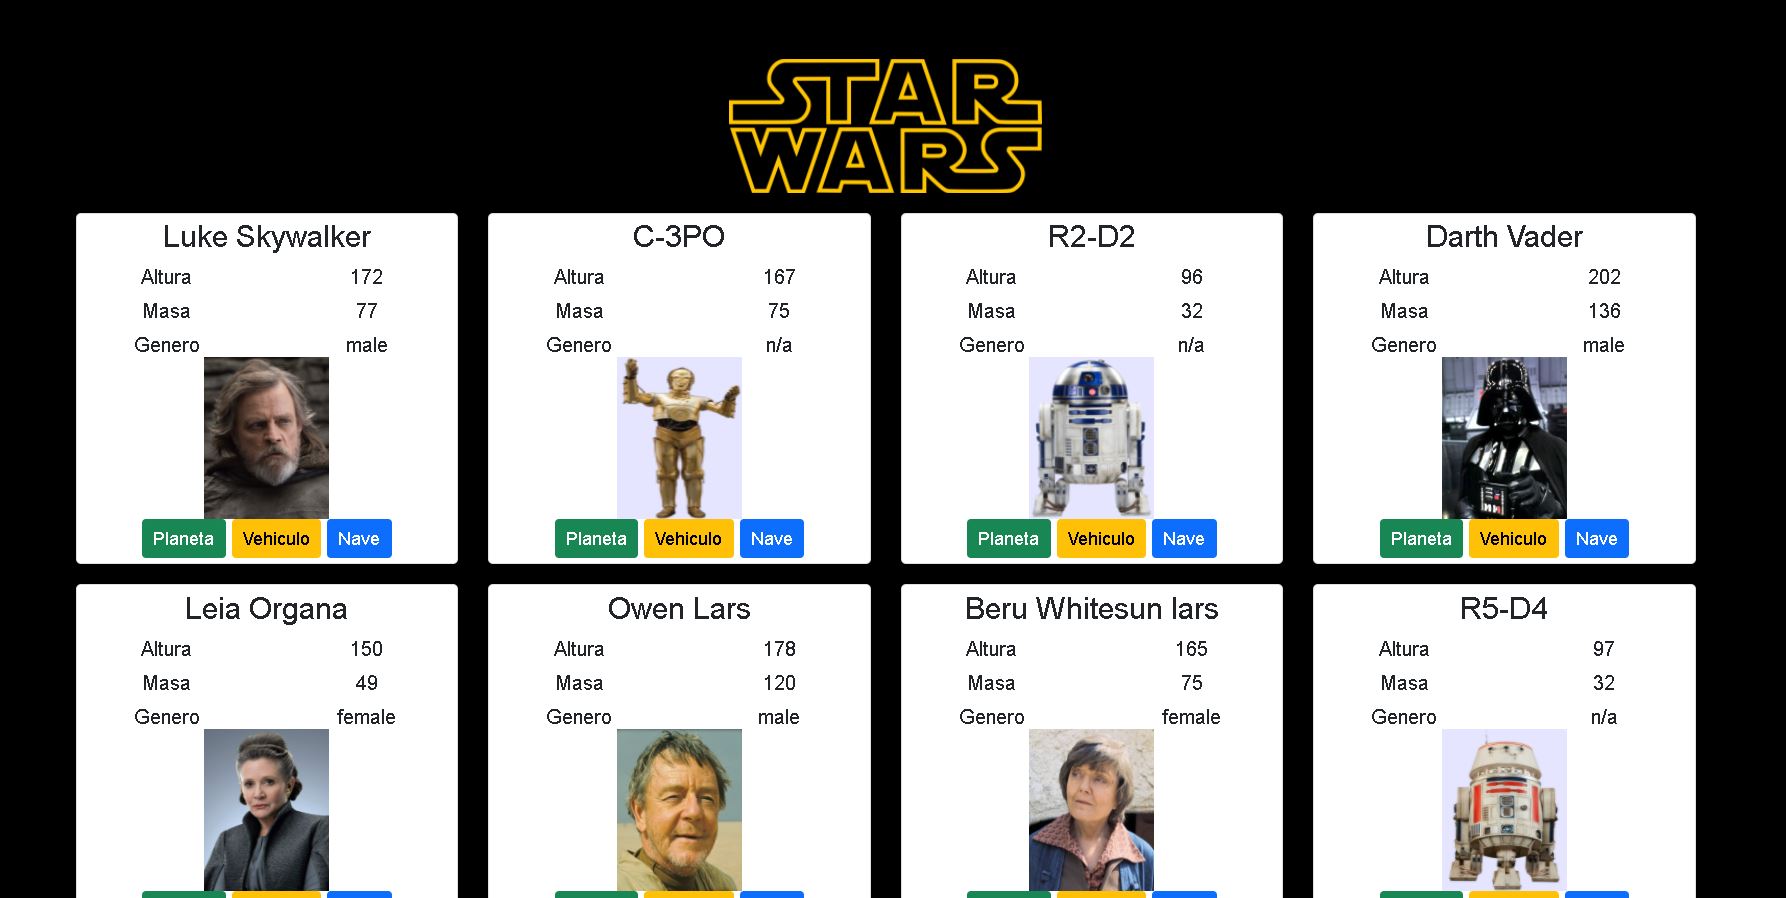 STAR
WARS
Luke Skywalker
Altura 172
Masa 77
Genero male
Planeta Vehiculo Nave
C-3PO
Altura 167
Masa 75
Genero n/a
Planeta Vehiculo Nave
R2-D2
Altura 96
Masa 32
Genero n/a
Planeta Vehiculo Nave
Darth Vader
Altura 202
Masa 136
Genero male
Planeta Vehiculo Nave
Leia Organa
Altura 150
Masa 49
Genero female
Owen Lars
Altura 178
Masa 120
Genero male
Beru Whitesun lars
Altura 165
Masa 75
Genero female
R5-D4
Altura 97
Masa 32
Genero n/a